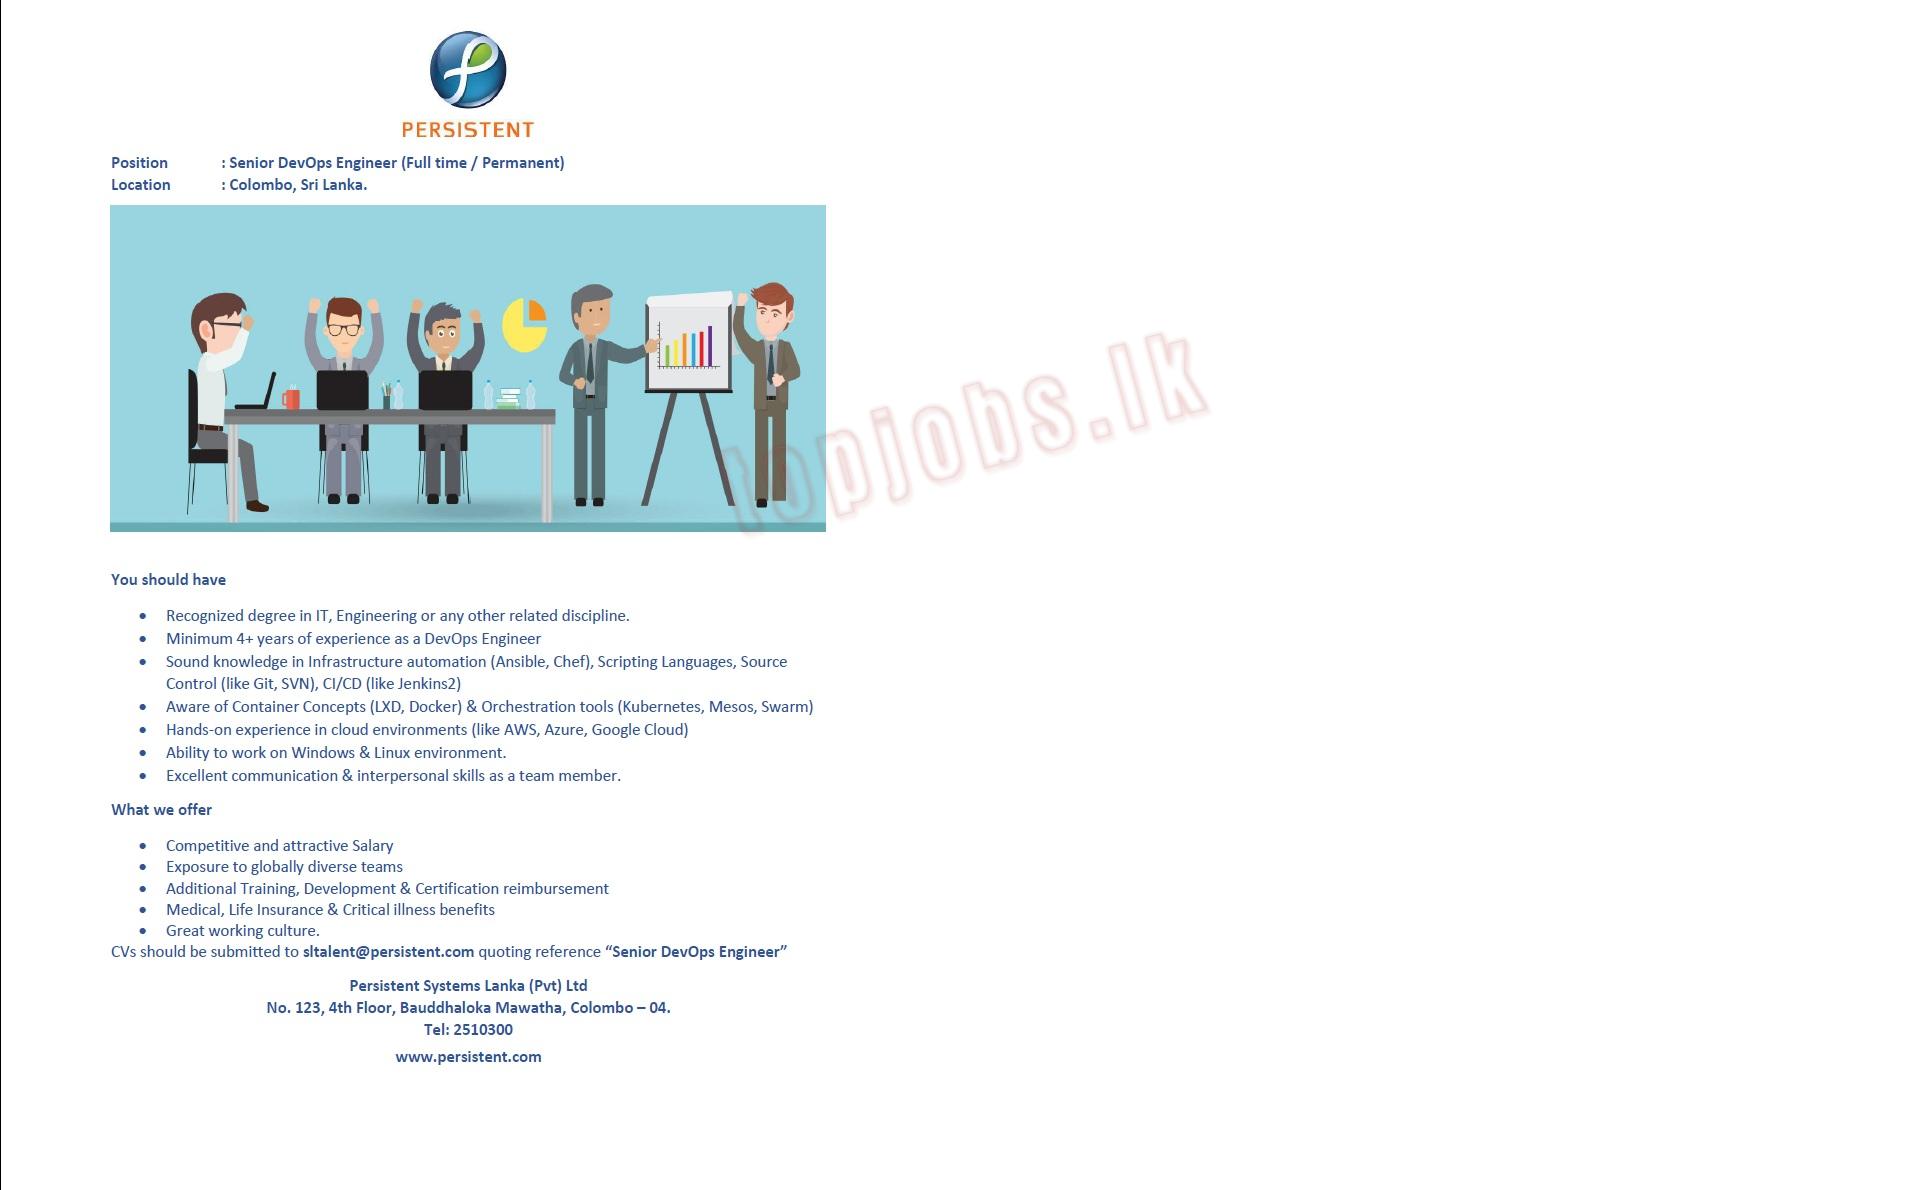 PERSISTENT
Position : Senior DevOps Engineer (Full time / Permanent)
Location : Colombo, Sri Lanka.
topjobs.lk
You should have
• Recognized degree in IT, Engineering or any other related discipline.
• Minimum 4+ years of experience as a DevOps Engineer
• Sound knowledge in Infrastructure automation (Ansible, Chef), Scripting Languages, Source
Control (like Git, SVN), CI/CD (like Jenkins2)
• Aware of Container Concepts (LXD, Docker) & Orchestration tools (Kubernetes, Mesos, Swarm)
• Hands-on experience in cloud environments (like AWS, Azure, Google Cloud)
• Ability to work on Windows & Linux environment.
• Excellent communication & interpersonal skills as a team member.
What we offer
• Competitive and attractive Salary
• Exposure to globally diverse teams
• Additional Training, Development & Certification reimbursement
• Medical, Life Insurance & Critical illness benefits
• Great working culture.
CVs should be submitted to sltalent@persistent.com quoting reference “Senior DevOps Engineer”
Persistent Systems Lanka (Pvt) Ltd
No. 123, 4th Floor, Bauddhaloka Mawatha, Colombo – 04.
Tel: 2510300
www.persistent.com